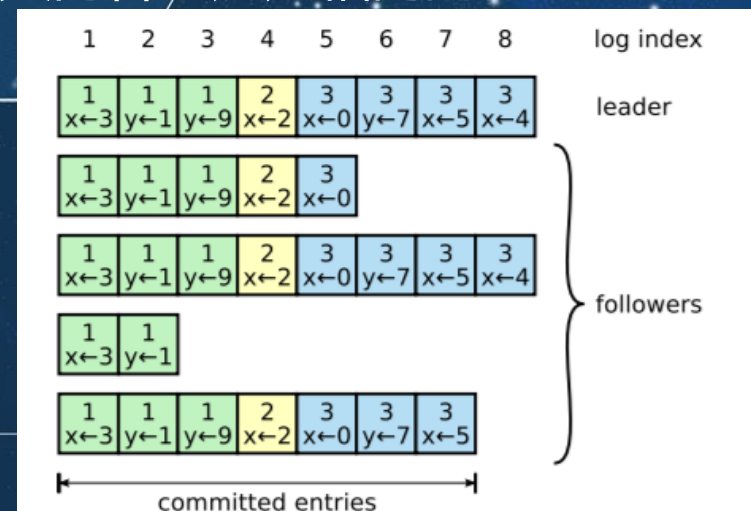 1 2 3 4 5 6 7 8 log index
1 1 1 2 3 3 3 3
x←3 y←1 y←9 x←2 x←0 y←7 x←5 x←4
leader
1 1 1 2 3
x←3 y←1 y←9 x←2 x←0
1 1 1 2 3 3 3 3
x←3 y←1 y←9 x←2 x←0 y←7 x←5 x←4
followers
1 1
x←3 y←1
1 1 1 2 3 3 3
x←3 y←1 y←9 x←2 x←0 y←7 x←5
committed entries